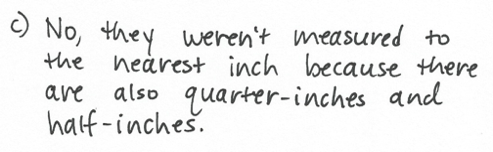 c) No, they weren't measured to
the nearest inch because there
are also quarter-inches and
half-inches.